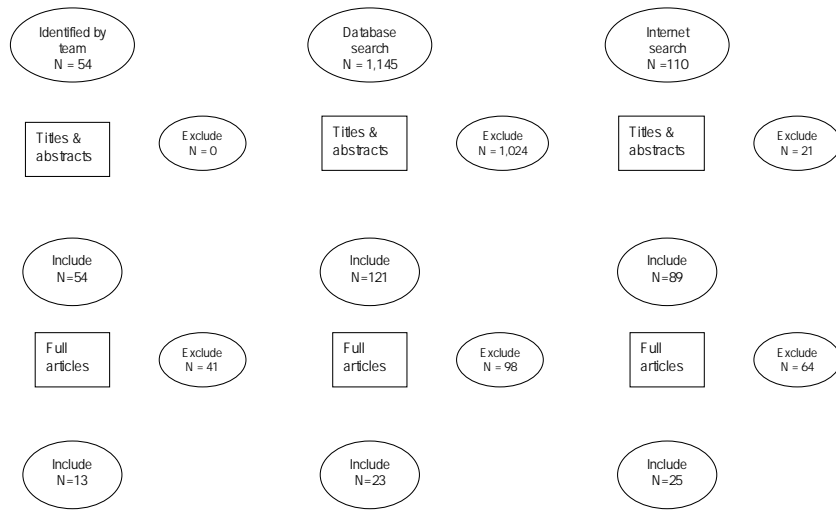 Identified by
team
N = 54
Database
search
N = 1,145
Internet
search
N =110
Titles &
abstracts
Exclude
N = 0
Titles &
abstracts
Exclude
N = 1,024
Titles &
abstracts
Exclude
N = 21
Include
N=54
Include
N=121
Include
N=89
Full
articles
Exclude
N = 41
Full
articles
Exclude
N = 98
Full
articles
Exclude
N = 64
Include
N=13
Include
N=23
Include
N=25